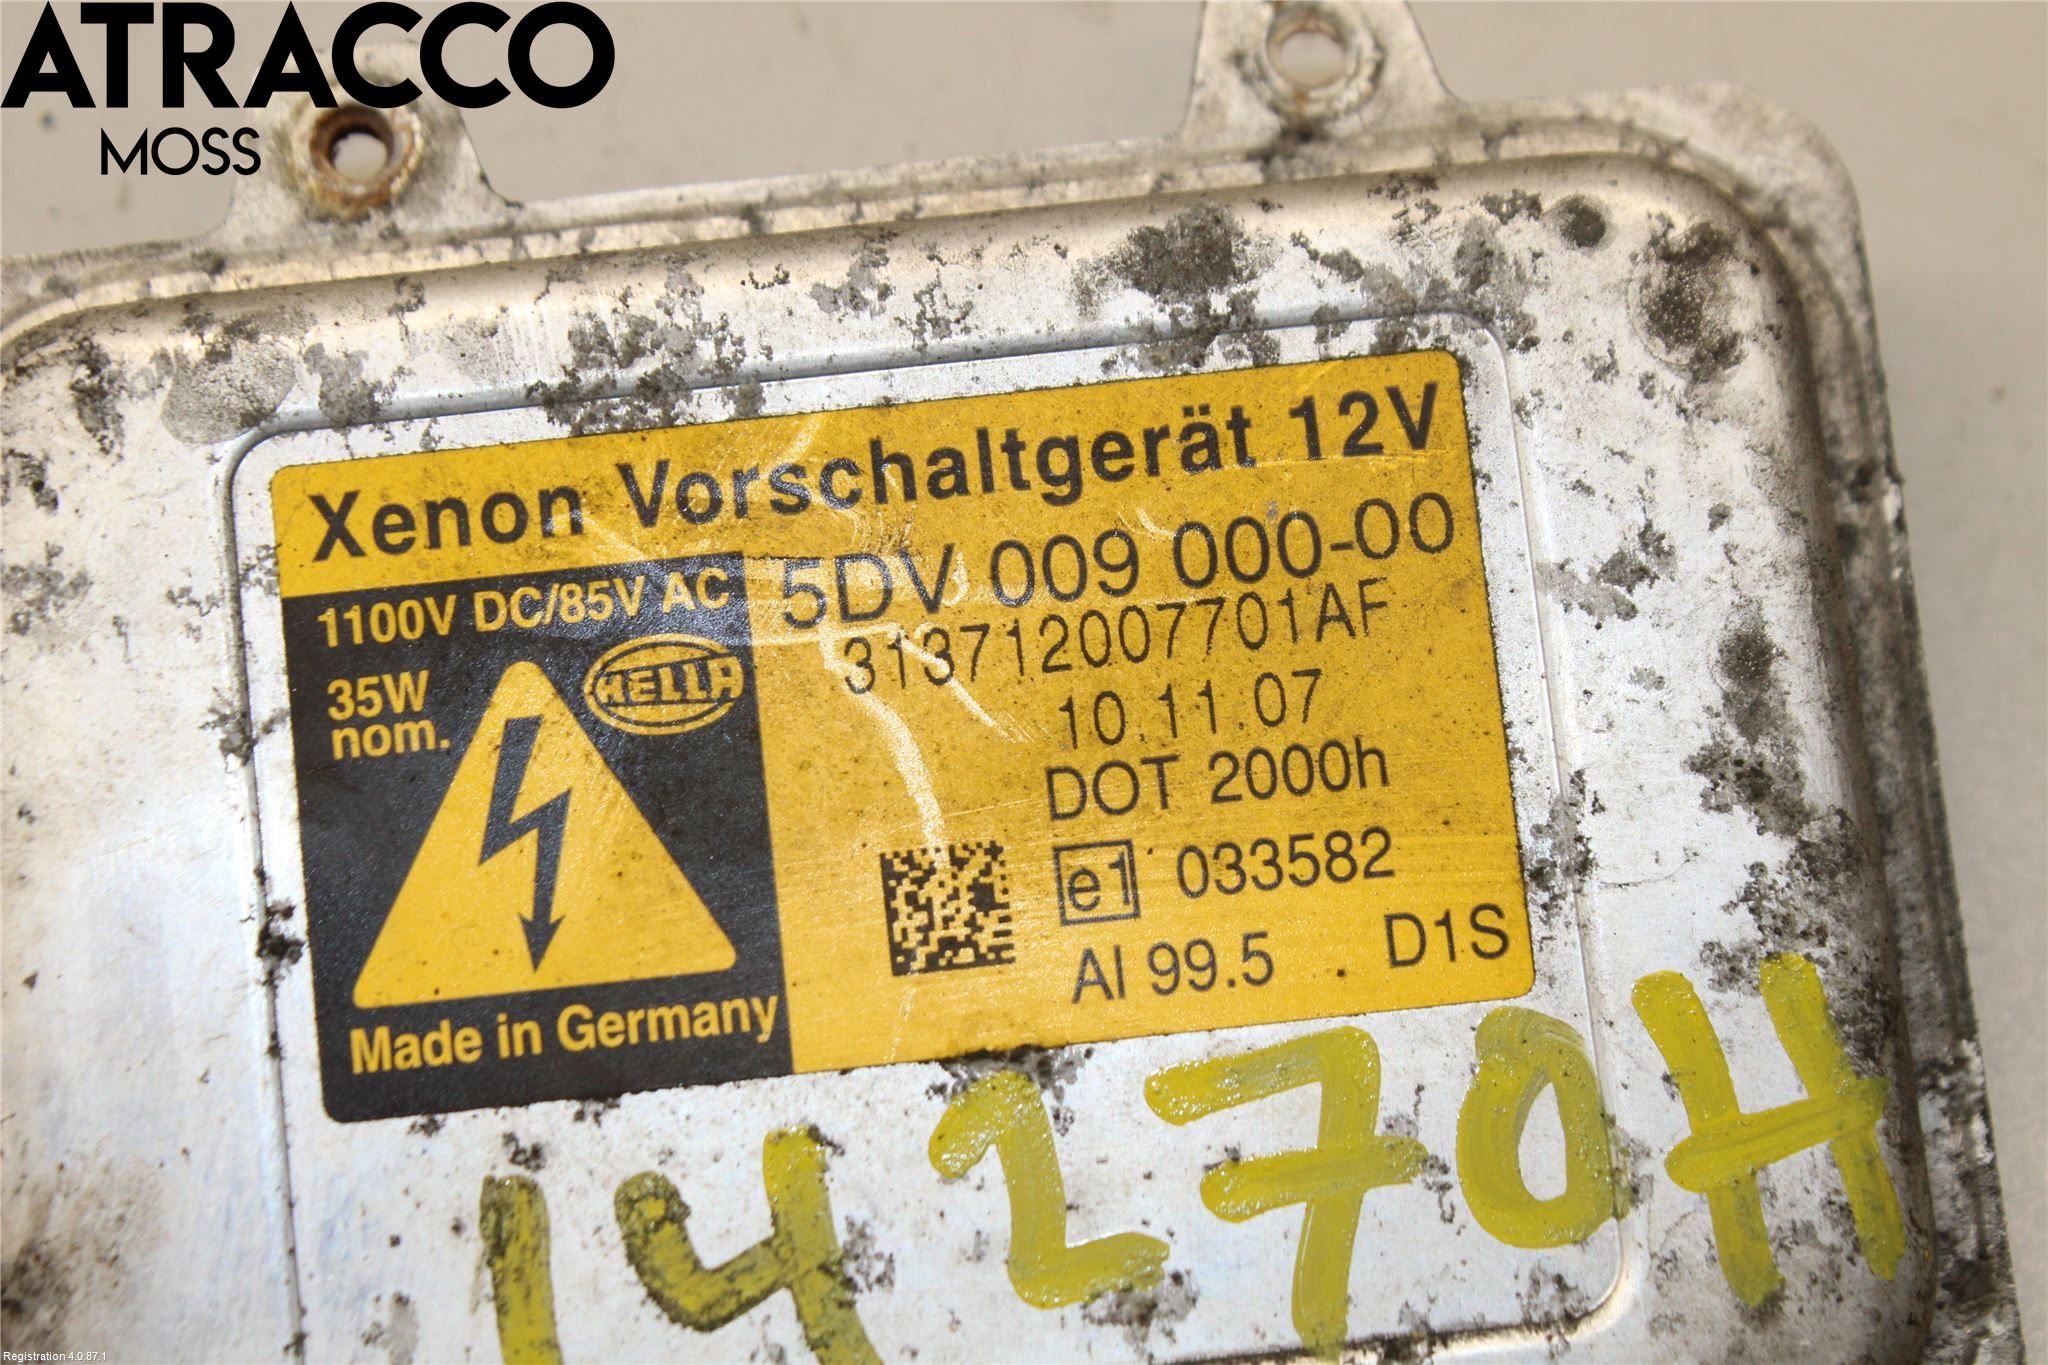 ATRACCO
MOSS
Xenon Vorschaltgerät 12V
1100V DC/85V AC
5DV 009 000-00
313712007701AF
35W
nom.
HELLA
10.11.07
DOT 2000h
e1 033582
Al 99.5 D1S
Made in Germany
14270H
Registration 4.0.87.1